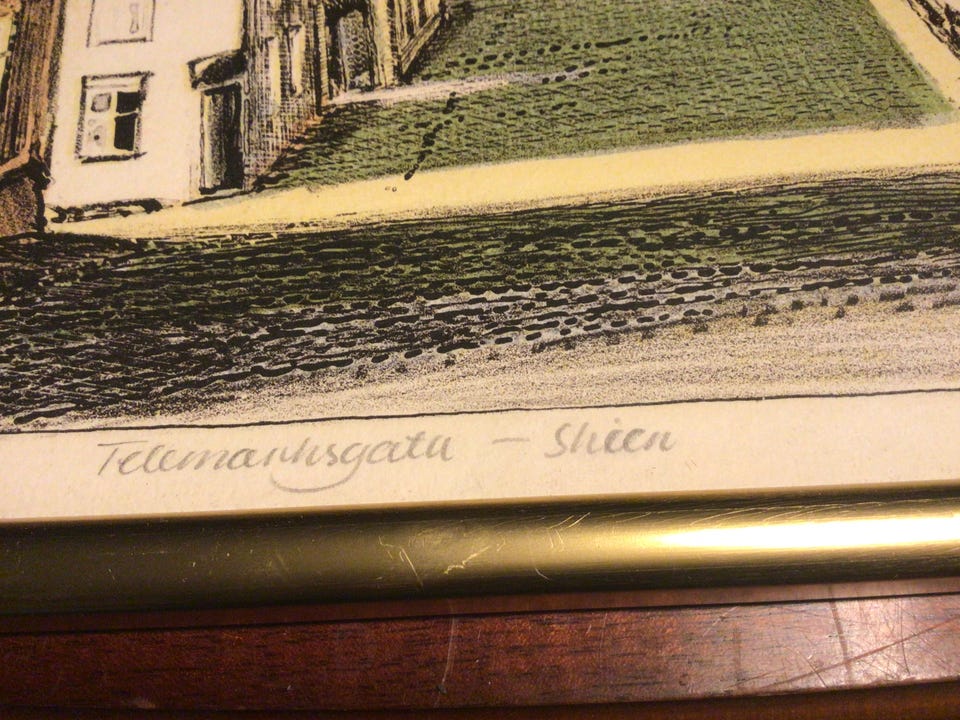 Telemarksgata — Skien